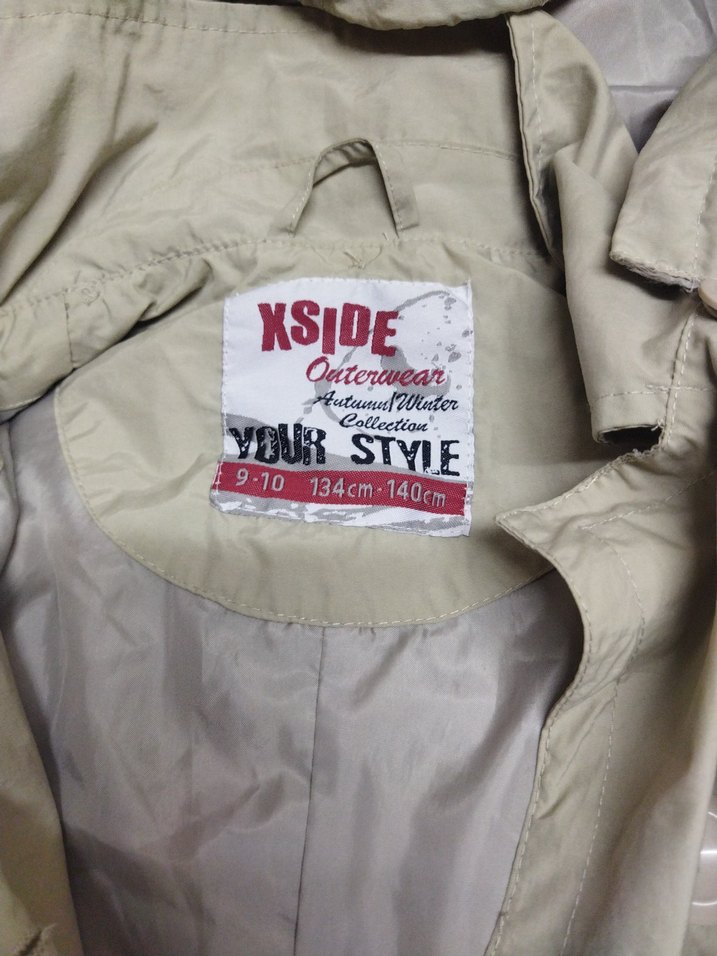 XSIDE
Outerwear
Autumn/Winter
Collection
YOUR STYLE
9-10 134cm-140cm